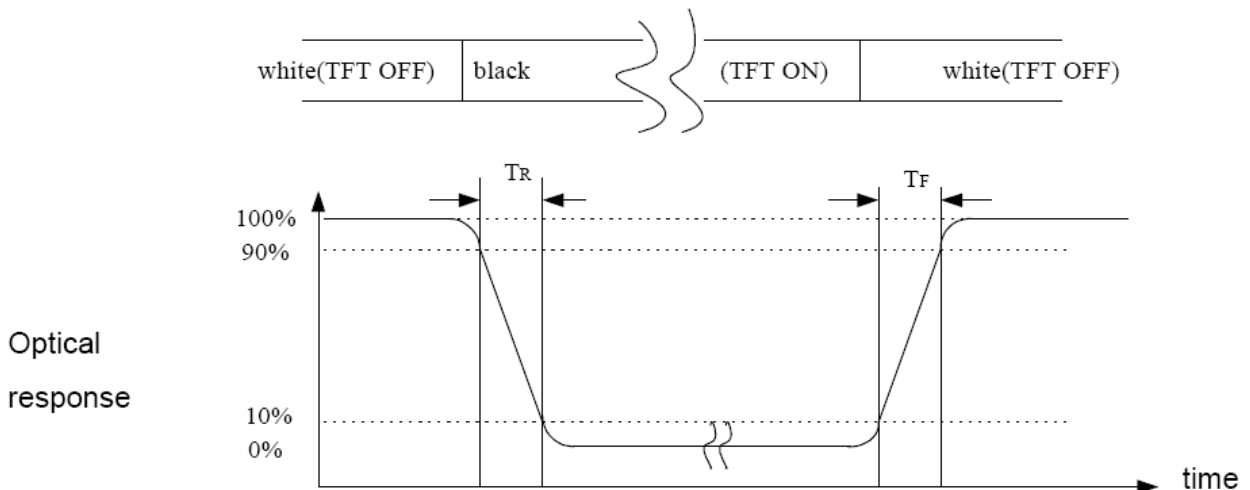 white(TFT OFF) black (TFT ON) white(TFT OFF)
TR TF
100%
90%
Optical
response
10%
0%
time